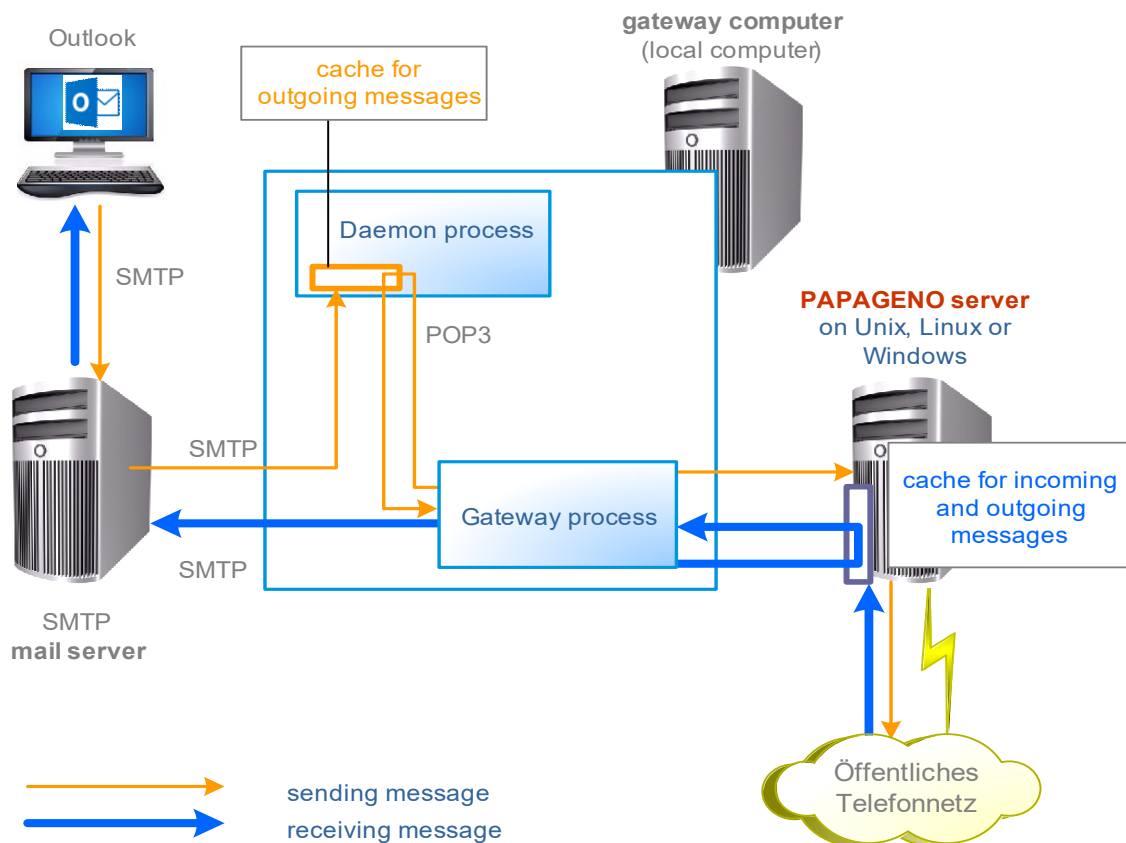 gateway computer
(local computer)
Outlook
cache for
outgoing messages
O
Daemon process
SMTP
POP3
PAPAGENO server
on Unix, Linux or
Windows
SMTP
cache for incoming
and outgoing
messages
Gateway process
SMTP
SMTP
mail server
Öffentliches
Telefonnetz
sending message
receiving message